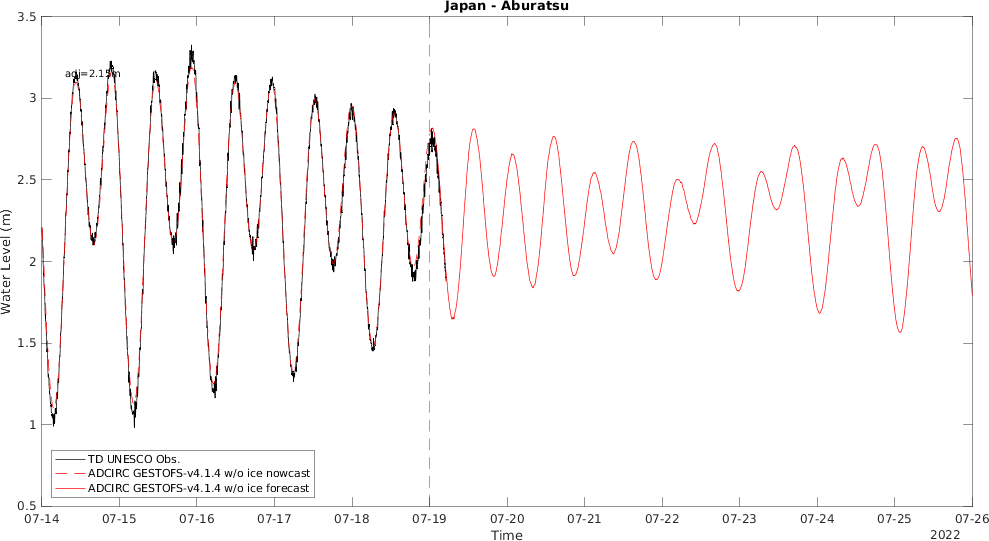 Japan - Aburatsu
3.5
3
2.5
2
1.5
1
0.5
Water Level (m)
adj=2.15m
TD UNESCO Obs.
ADCIRC GESTOFS-v4.1.4 w/o ice nowcast
ADCIRC GESTOFS-v4.1.4 w/o ice forecast
07-14 07-15 07-16 07-17 07-18 07-19 07-20 07-21 07-22 07-23 07-24 07-25 07-26
Time
2022